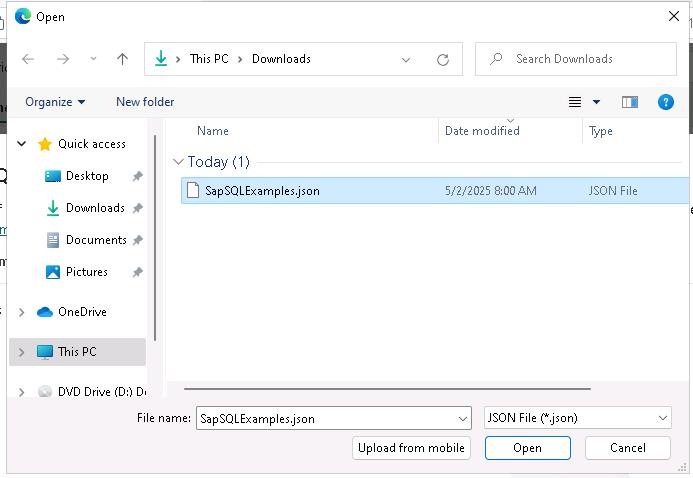 Open
This PC > Downloads
Search Downloads
Organize
New folder
Name
Date modified
Type
Quick access
Desktop
Downloads
Documents
Pictures
OneDrive
This PC
DVD Drive (D:)
Today (1)
SapSQLExamples.json 5/2/2025 8:00 AM JSON File
File name: SapSQLExamples.json
JSON File (*.json)
Upload from mobile
Open
Cancel